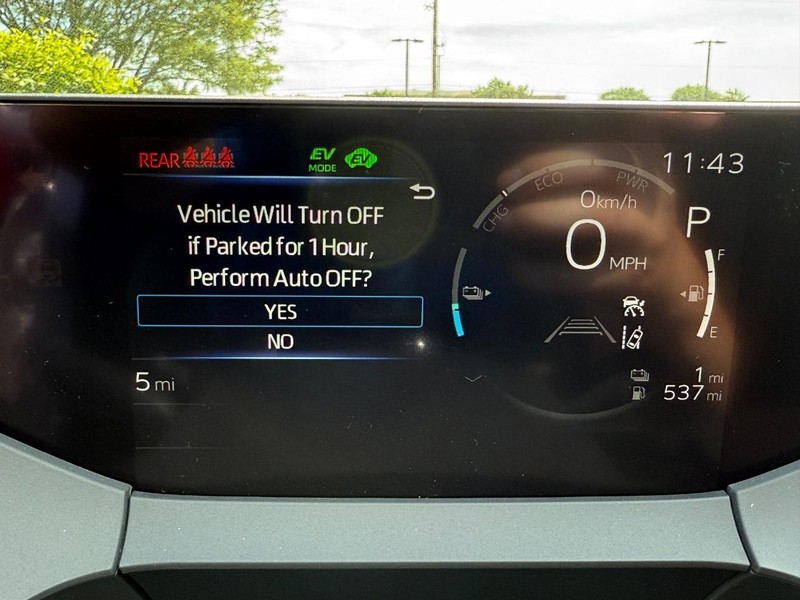 REAR
EV
MODE
EV
11:43
Vehicle Will Turn OFF
if Parked for 1 Hour,
Perform Auto OFF?
YES
NO
5 mi
CHG
ECO
PWR
0 km/h
0 MPH
P
F
E
1 mi
537 mi